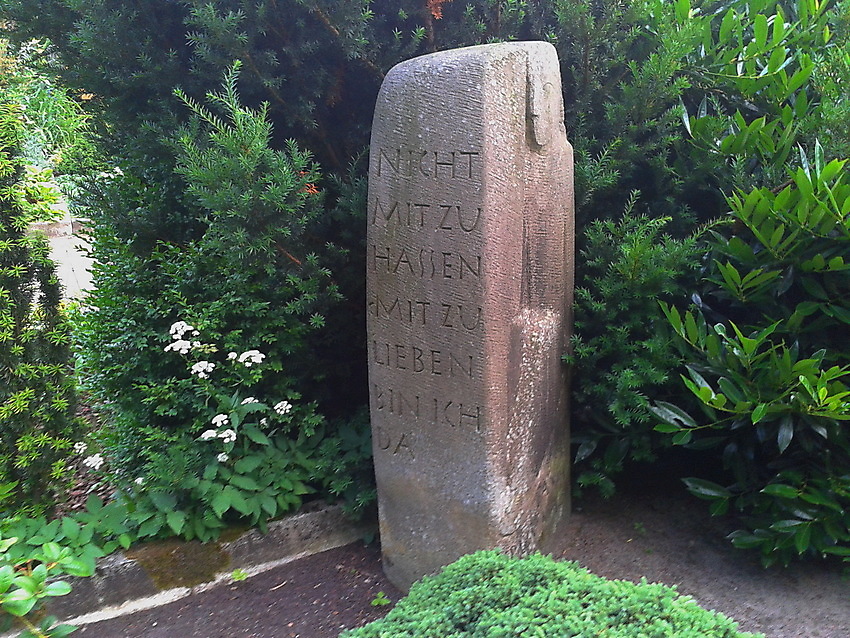 NICHT
MIT ZU
HASSEN
MIT ZU
LIEBEN
BIN ICH
DA